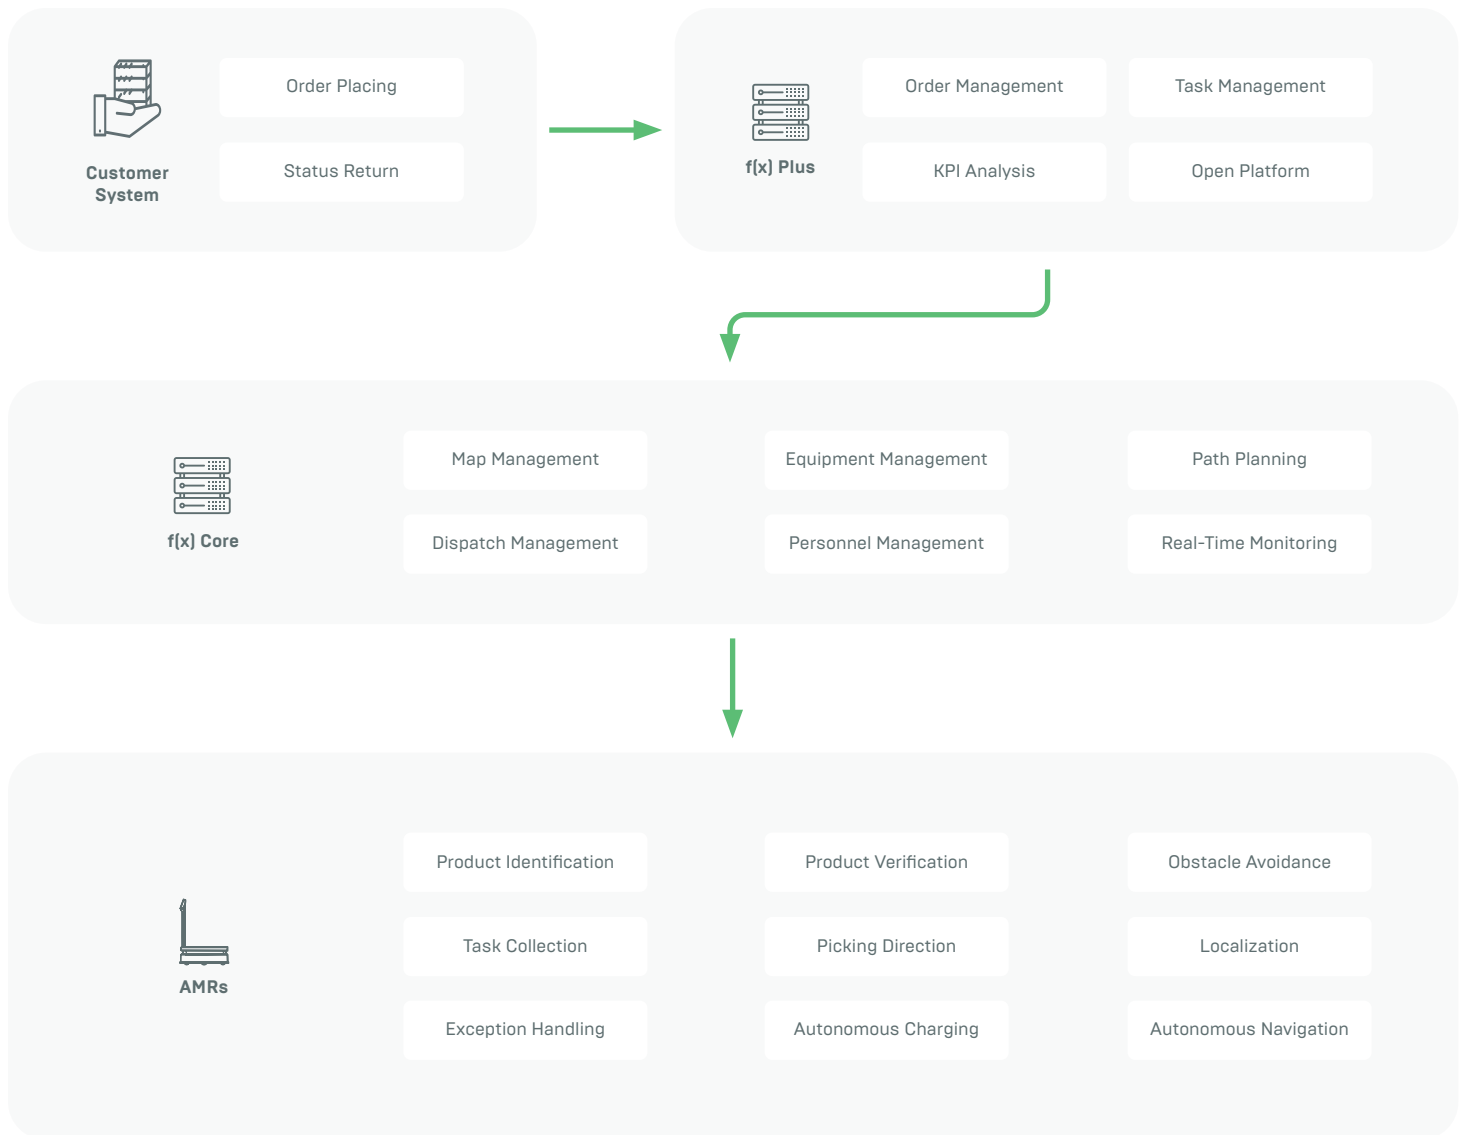 Order Placing
Status Return
Customer
System
f(x) Plus
Order Management
Task Management
KPI Analysis
Open Platform
f(x) Core
Map Management
Equipment Management
Path Planning
Dispatch Management
Personnel Management
Real-Time Monitoring
AMRs
Product Identification
Product Verification
Obstacle Avoidance
Task Collection
Picking Direction
Localization
Exception Handling
Autonomous Charging
Autonomous Navigation